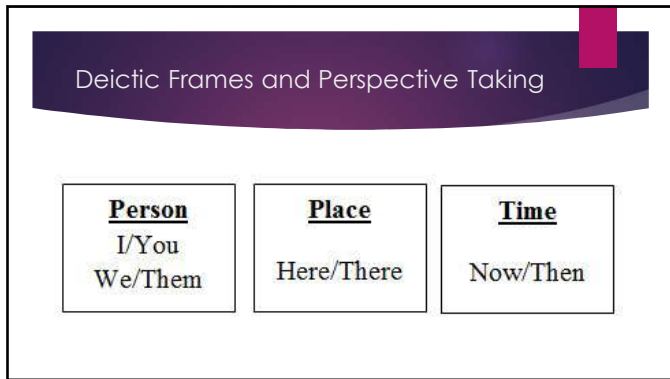 Deictic Frames and Perspective Taking
Person
I/You
We/Them
Place
Here/There
Time
Now/Then